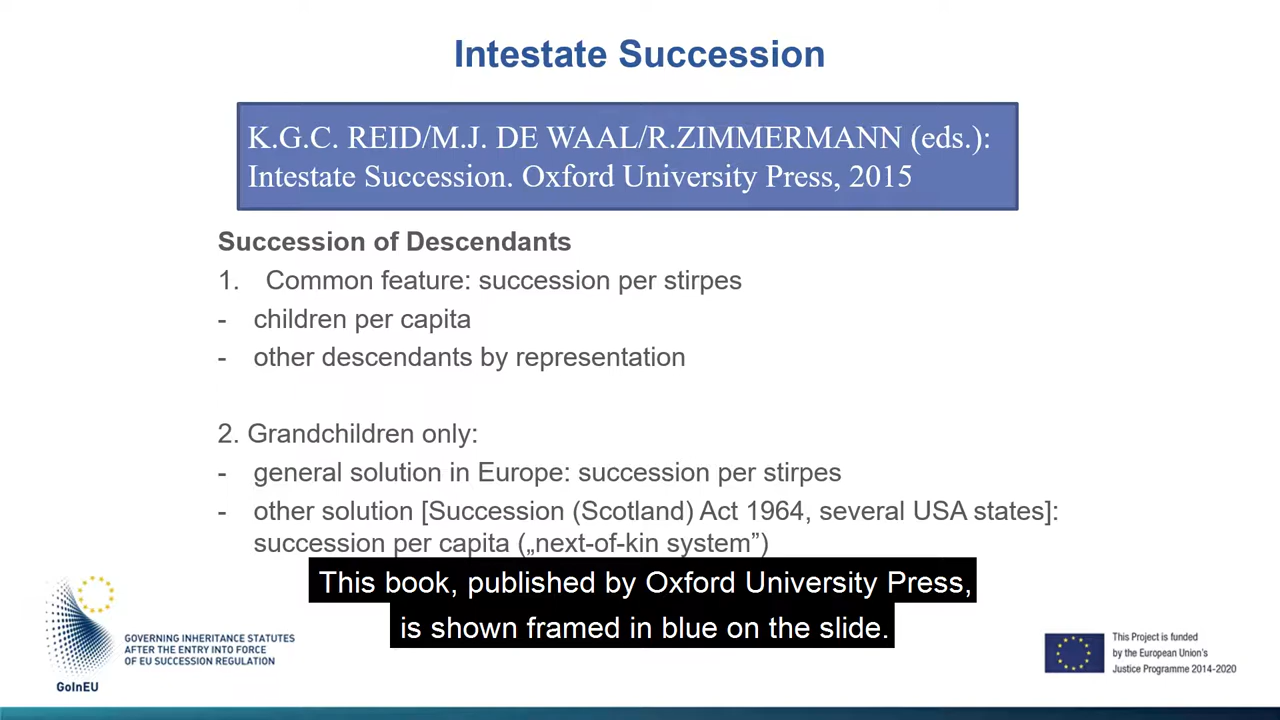 Intestate Succession
K.G.C. REID/M.J. DE WAAL/R.ZIMMERMANN (eds.):
Intestate Succession. Oxford University Press, 2015
Succession of Descendants
1. Common feature: succession per stirpes
- children per capita
- other descendants by representation
2. Grandchildren only:
- general solution in Europe: succession per stirpes
- other solution [Succession (Scotland) Act 1964, several USA states]:
succession per capita („next-of-kin system”)
This book, published by Oxford University Press,
is shown framed in blue on the slide.
GOVERNING INHERITANCE STATUTES
AFTER THE ENTRY INTO FORCE
OF EU SUCCESSION REGULATION
GoInEU
This Project is funded
by the European Union's
Justice Programme 2014-2020